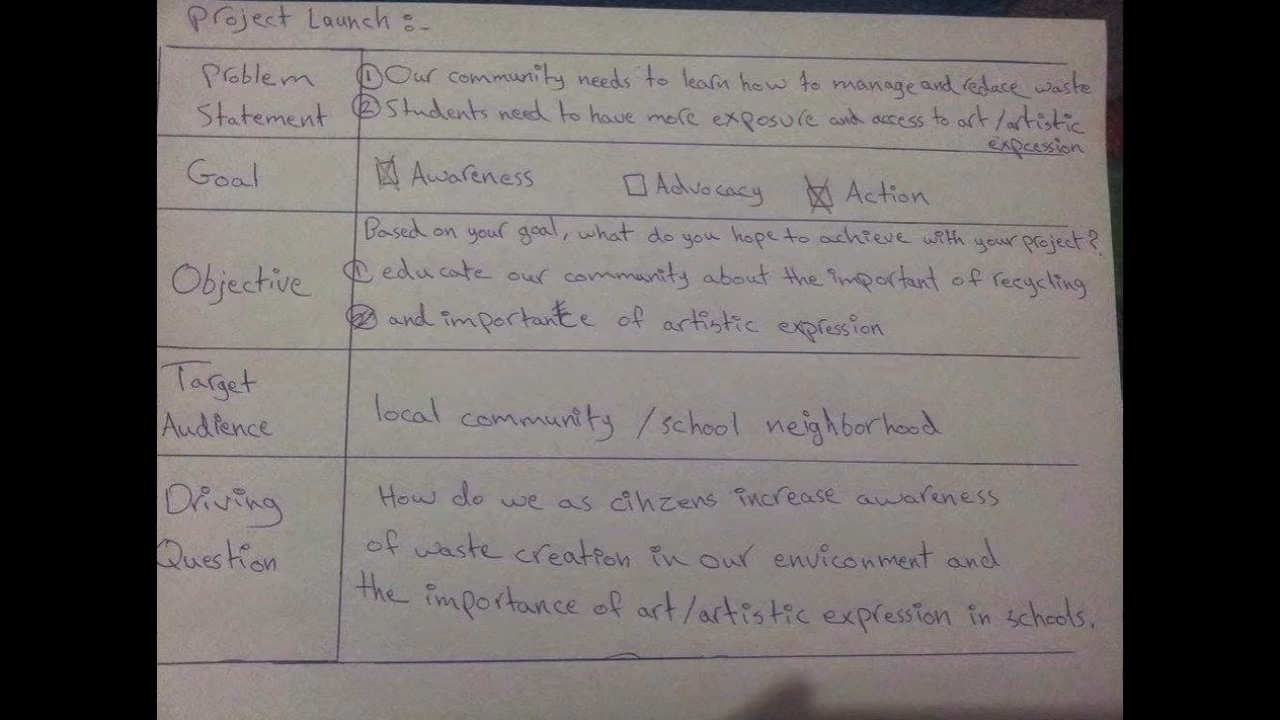 Project Launch :-
Problem
Statement
① Our community needs to learn how to manage and reduce waste
② Students need to have more exposure and access to art/artistic
expression
Goal
☒ Awareness ☐ Advocacy ☒ Action
Objective
Based on your goal, what do you hope to achieve with your project?
① educate our community about the important of recycling
② and importante of artistic expression
Target
Audience
local community / school neighborhood
Driving
Question
How do we as citizens increase awareness
of waste creation in our environment and
the importance of art/artistic expression in schools.